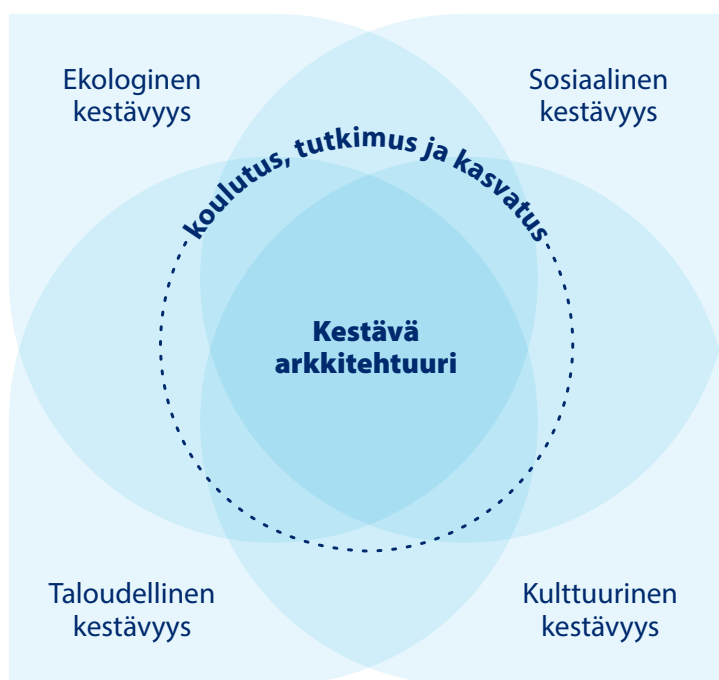 Ekologinen
kestävyys
Sosiaalinen
kestävyys
koulutus, tutkimus ja kasvatus
Kestävä
arkkitehtuuri
Taloudellinen
kestävyys
Kulttuurinen
kestävyys